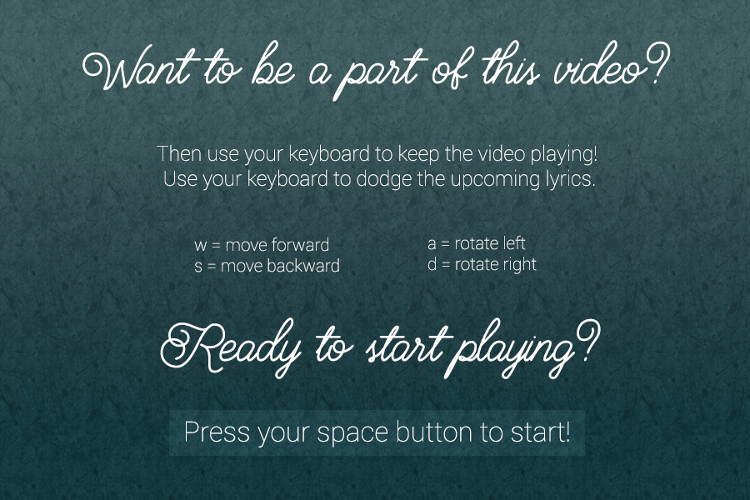 Want to be a part of this video?
Then use your keyboard to keep the video playing!
Use your keyboard to dodge the upcoming lyrics.
w = move forward
s = move backward
a = rotate left
d = rotate right
Ready to start playing?
Press your space button to start!